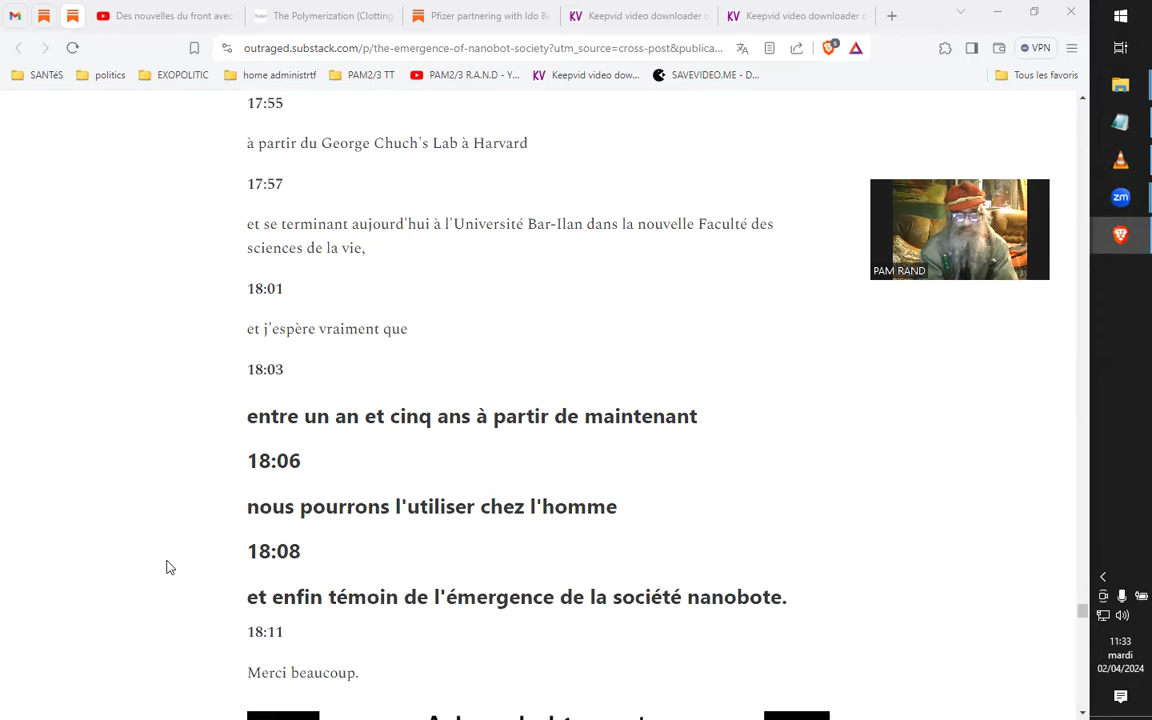 Des nouvelles du front avec
The Polymerization (Clotting
Pfizer partnering with Ido Ba
Keepvid video downloader o
Keepvid video downloader o
outraged.substack.com/p/the-emergence-of-nanobot-society?utm_source=cross-post&publica...
5
VPN
SANTéS
politics
EXOPOLITIC
home administrtf
PAM2/3 TT
PAM2/3 R.A.N.D - Y...
KV Keepvid video dow...
SAVEVIDEO.ME - D...
Tous les favoris
17:55
à partir du George Chuch's Lab à Harvard
17:57
et se terminant aujourd'hui à l'Université Bar-Ilan dans la nouvelle Faculté des
sciences de la vie,
18:01
et j'espère vraiment que
18:03
entre un an et cinq ans à partir de maintenant
18:06
nous pourrons l'utiliser chez l'homme
18:08
et enfin témoin de l'émergence de la société nanobote.
18:11
Merci beaucoup.
PAM RAND
zm
11:33
mardi
02/04/2024